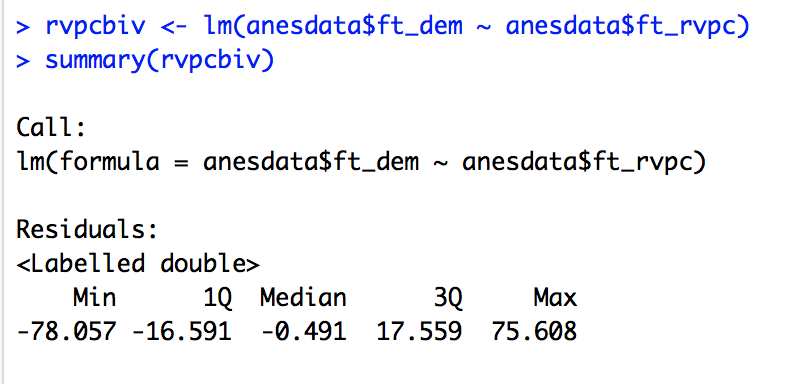 > rvpcbiv <- lm(anesdata$ft_dem ~ anesdata$ft_rvpc)
> summary(rvpcbiv)
Call:
lm(formula = anesdata$ft_dem ~ anesdata$ft_rvpc)
Residuals:
<Labelled double>
Min 1Q Median 3Q Max
-78.057 -16.591 -0.491 17.559 75.608